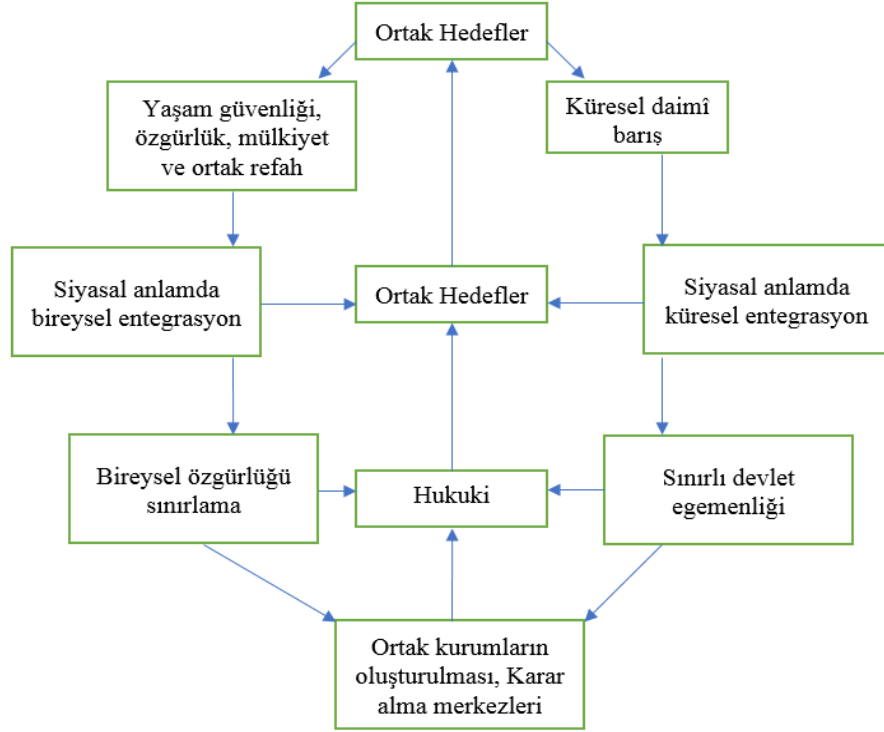 Ortak Hedefler
Yaşam güvenliği,
özgürlük, mülkiyet
ve ortak refah
Küresel daimî
barış
Siyasal anlamda
bireysel entegrasyon
Ortak Hedefler
Siyasal anlamda
küresel entegrasyon
Bireysel özgürlüğü
sınırlama
Hukuki
Sınırlı devlet
egemenliği
Ortak kurumların
oluşturulması, Karar
alma merkezleri